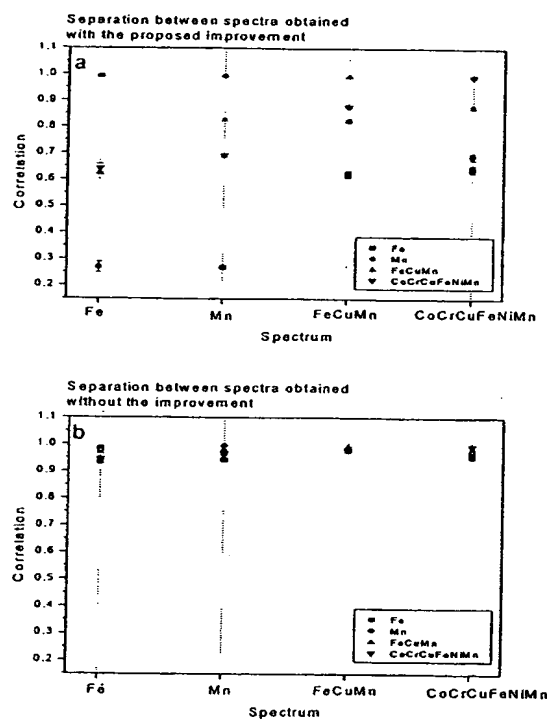 Separation between spectra obtained
with the proposed improvement
a
1.1
1.0
0.9
0.8
0.7
0.6
0.5
0.4
0.3
0.2
Correlation
Fe
Mn
FeCuMn
CoCrCuFeNiMn
Fe
Mn
FeCuMn
CoCrCuFeNiMn
Spectrum
Separation between spectra obtained
without the improvement
b
1.1
1.0
0.9
0.8
0.7
0.6
0.5
0.4
0.3
0.2
Correlation
Fe
Mn
FeCuMn
CoCrCuFeNiMn
Fe
Mn
FeCuMn
CoCrCuFeNiMn
Spectrum